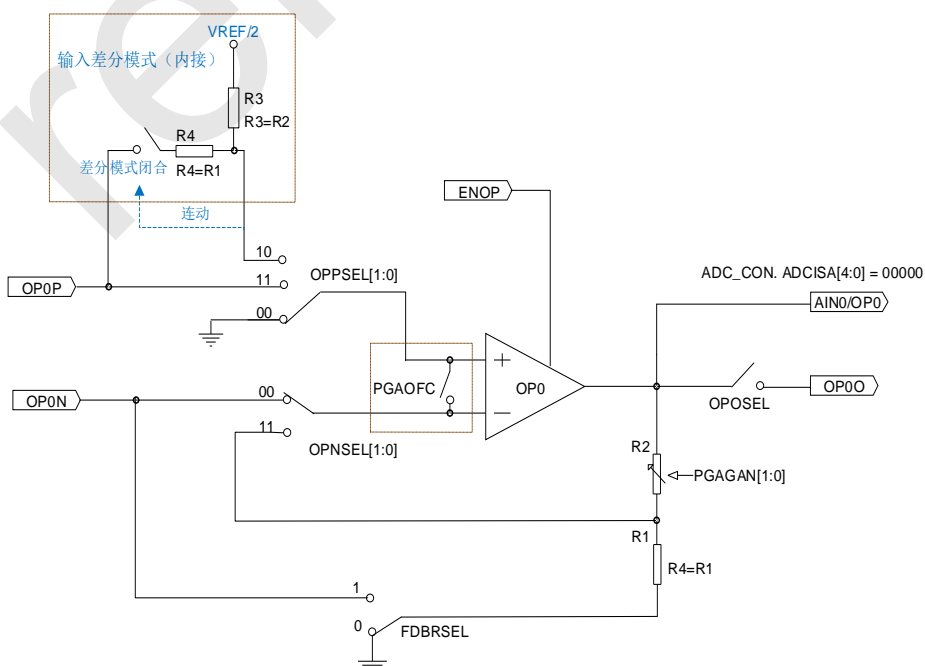 VREF/2
输入差分模式（内接）
R3
R3=R2
R4
差分模式闭合
R4=R1
连动
ENOP
10
OPPSEL[1:0]
11
OP0P
00
ADC_CON. ADCISA[4:0] = 00000
AIN0/OP0
PGAOFC
OP0
OP0N
00
OP0O
OPOSEL
11
OPNSEL[1:0]
R2
PGAGAN[1:0]
R1
R4=R1
1
0
FDBRSEL